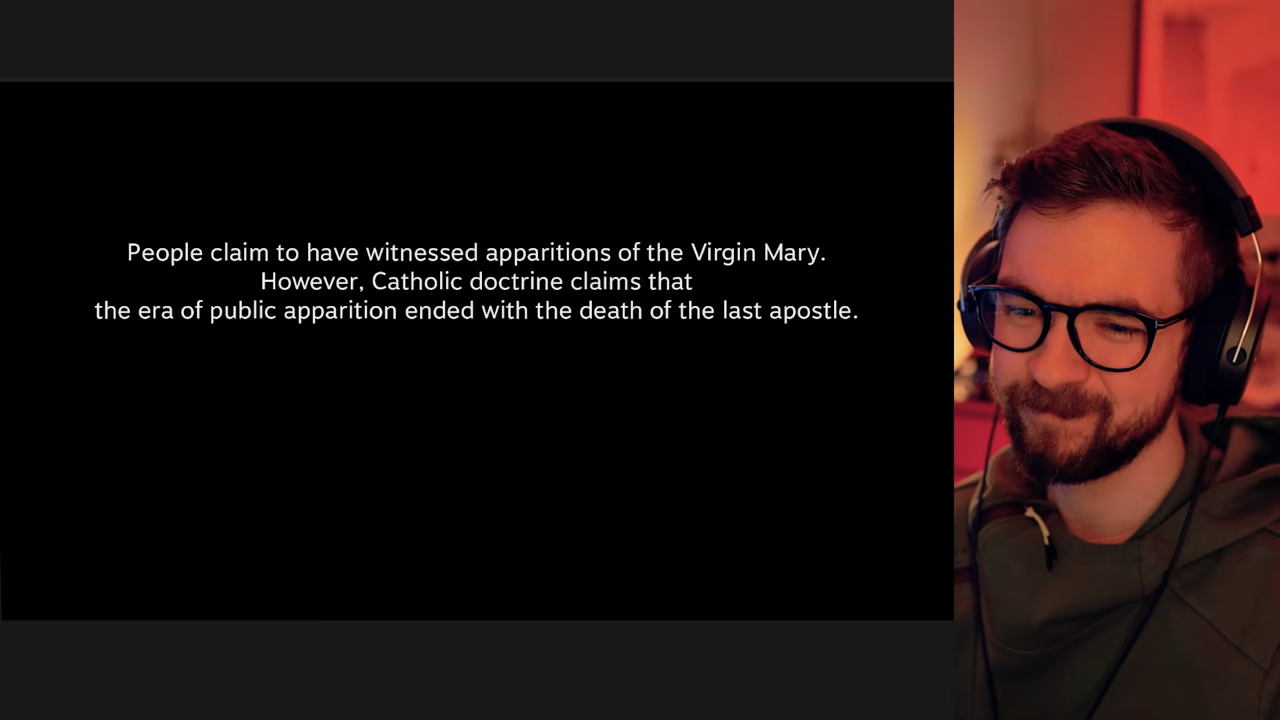 People claim to have witnessed apparitions of the Virgin Mary.
However, Catholic doctrine claims that
the era of public apparition ended with the death of the last apostle.